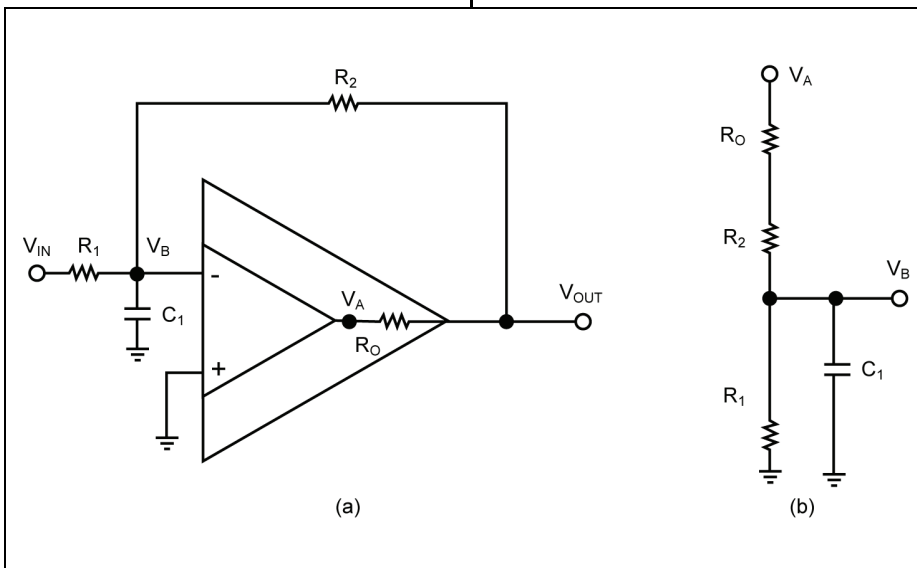 R2
VIN
R1
VB
C1
-
+
VA
RO
VOUT
(a)
VA
RO
R2
VB
R1
C1
(b)